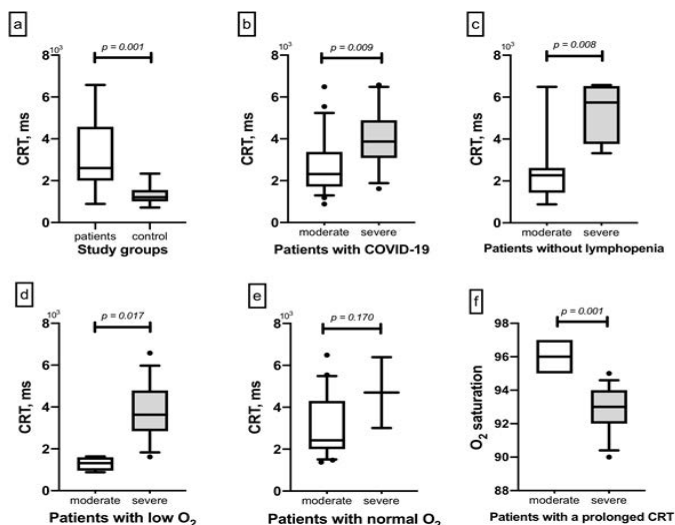 a
10³
p = 0.001
CRT, ms
8
6
4
2
0
patients control
Study groups
b
10³
p = 0.009
CRT, ms
8
6
4
2
0
moderate severe
Patients with COVID-19
c
10³
p = 0.008
CRT, ms
8
6
4
2
0
moderate severe
Patients without lymphopenia
d
10³
p = 0.017
CRT, ms
8
6
4
2
0
moderate severe
Patients with low O₂
e
10³
p = 0.170
CRT, ms
8
6
4
2
0
moderate severe
Patients with normal O₂
f
p = 0.001
O₂ saturation
98
96
94
92
90
88
moderate severe
Patients with a prolonged CRT